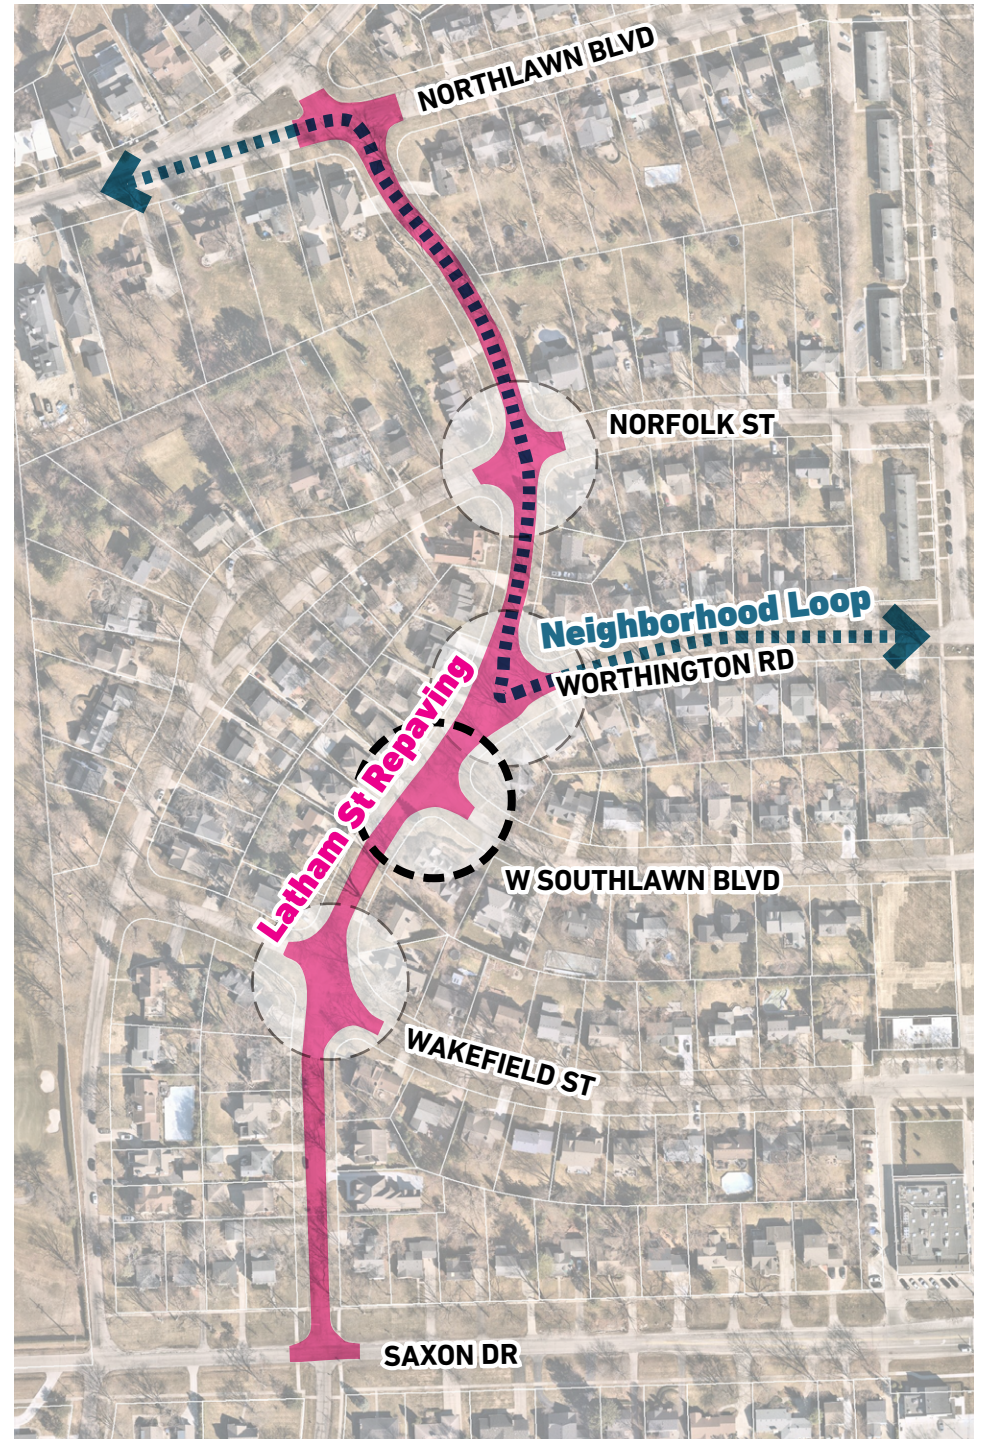 NORTHLAWN BLVD
NORFOLK ST
Neighborhood Loop
WORTHINGTON RD
Latham St Repaving
W SOUTHLAWN BLVD
WAKEFIELD ST
SAXON DR